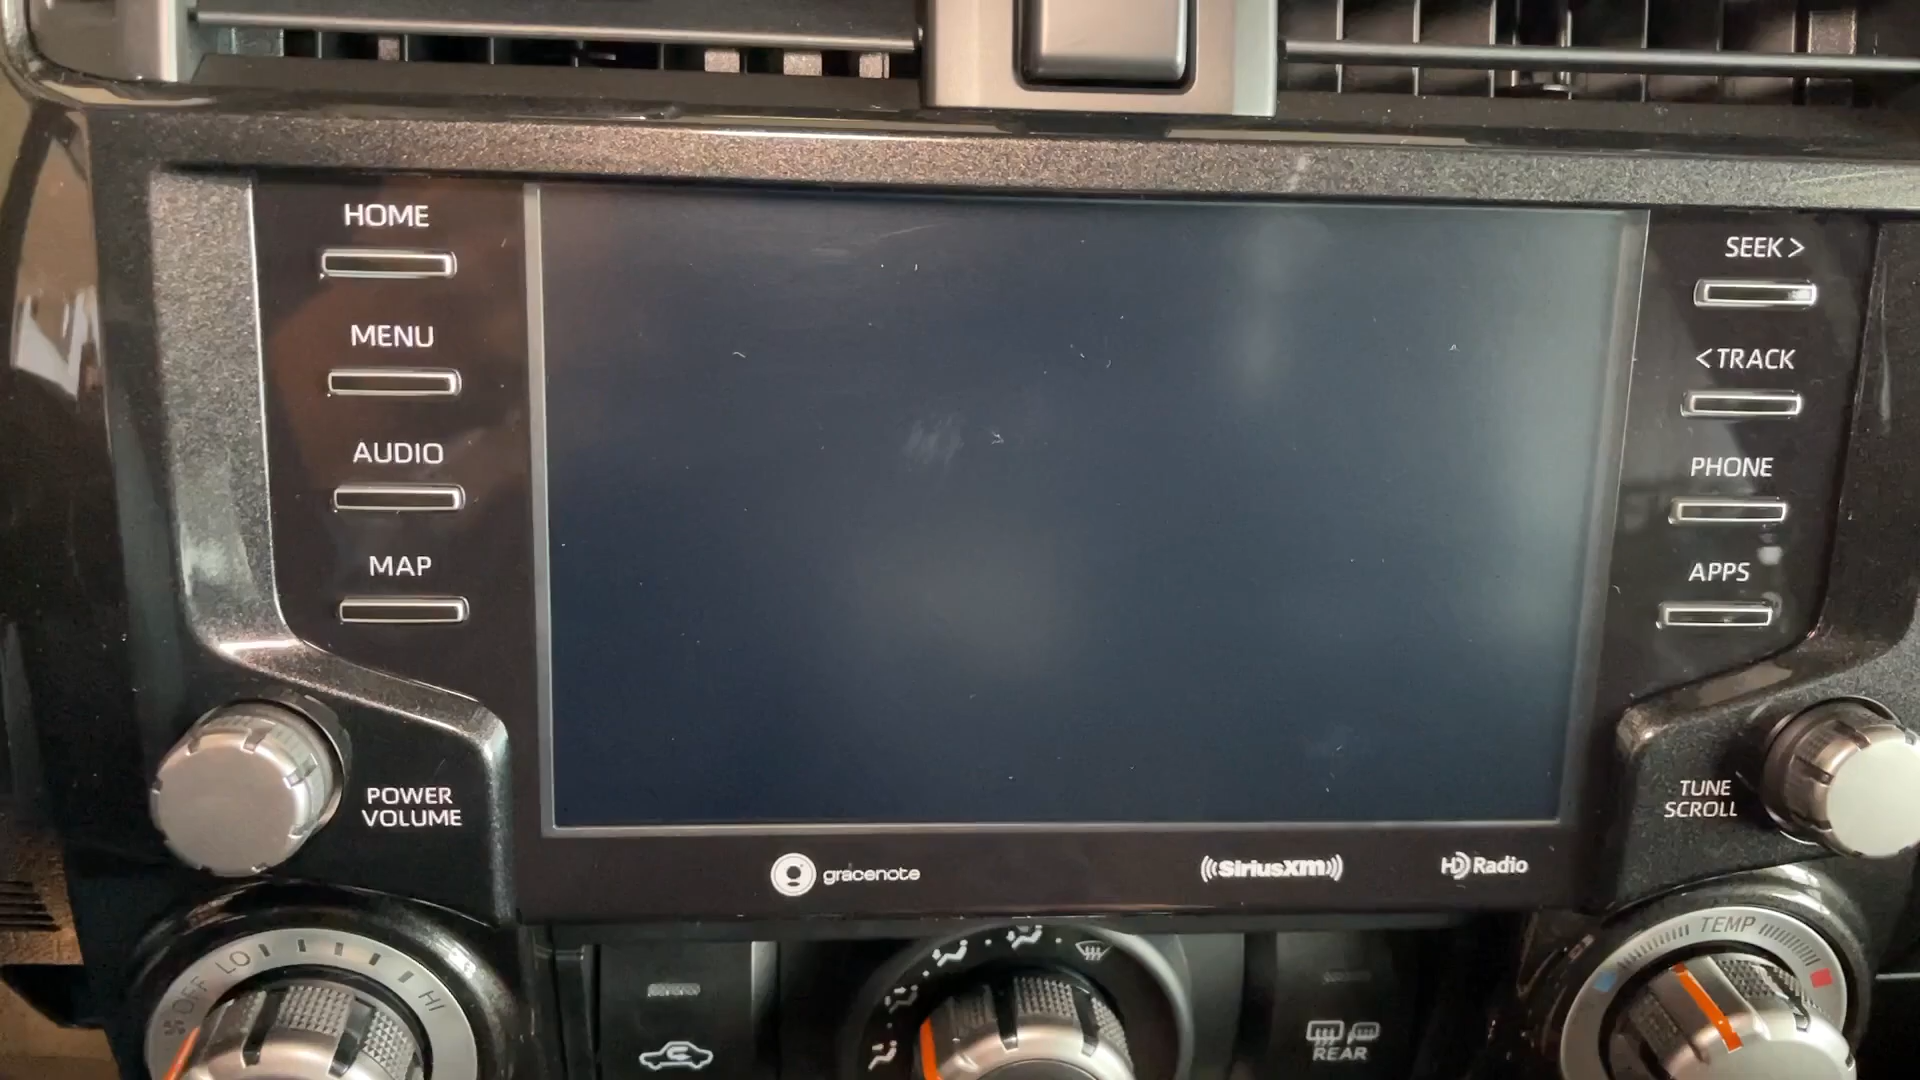 HOME
SEEK >
MENU
< TRACK
AUDIO
PHONE
MAP
APPS
POWER
VOLUME
TUNE
SCROLL
gracenote
((SiriusXM))
HD Radio
TEMP
OFF LO HI
REAR